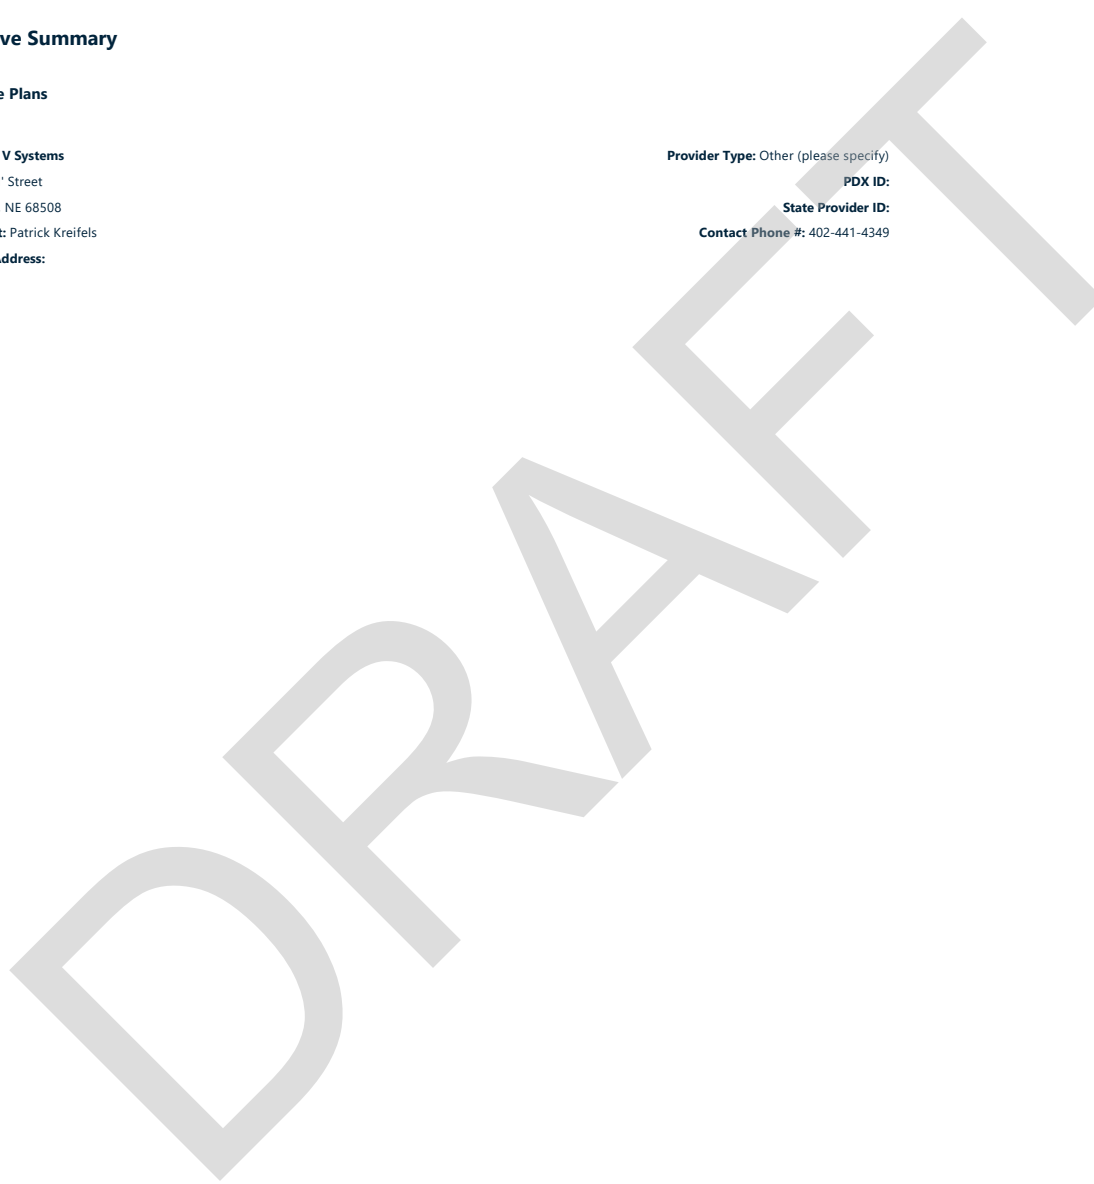 ve Summary
e Plans
V Systems
' Street
NE 68508
t: Patrick Kreifels
Address:
Provider Type: Other (please specify)
PDX ID:
State Provider ID:
Contact Phone #: 402-441-4349
DRAFT